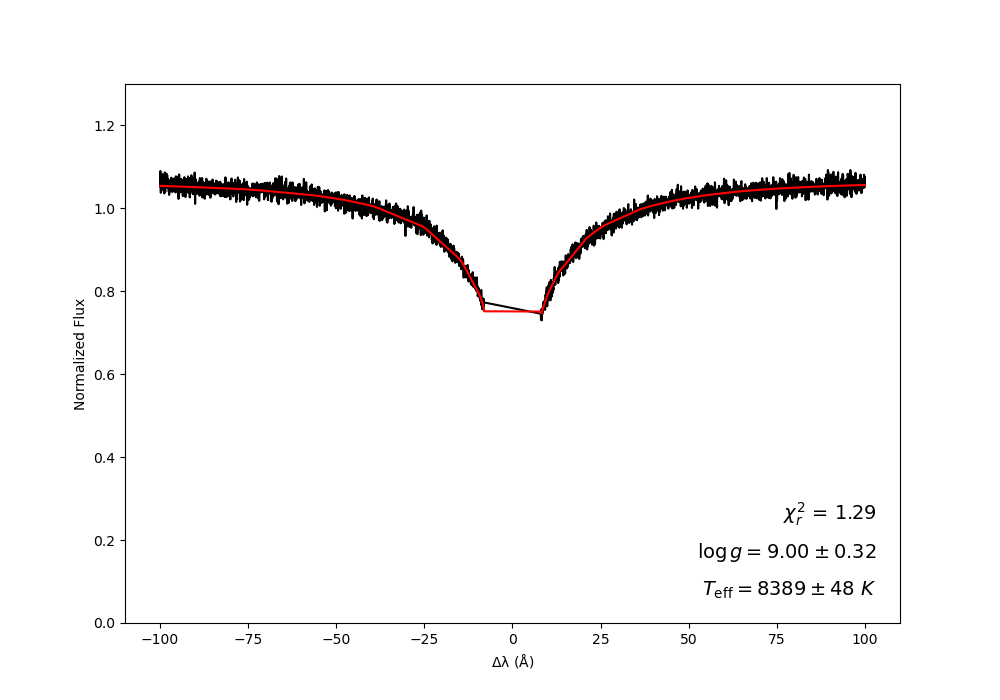 1.2
1.0
0.8
0.6
0.4
0.2
0.0
Normalized Flux
χ²ᵣ = 1.29
log g = 9.00 ± 0.32
T_eff = 8389 ± 48 K
−100 −75 −50 −25 0 25 50 75 100
Δλ (Å)